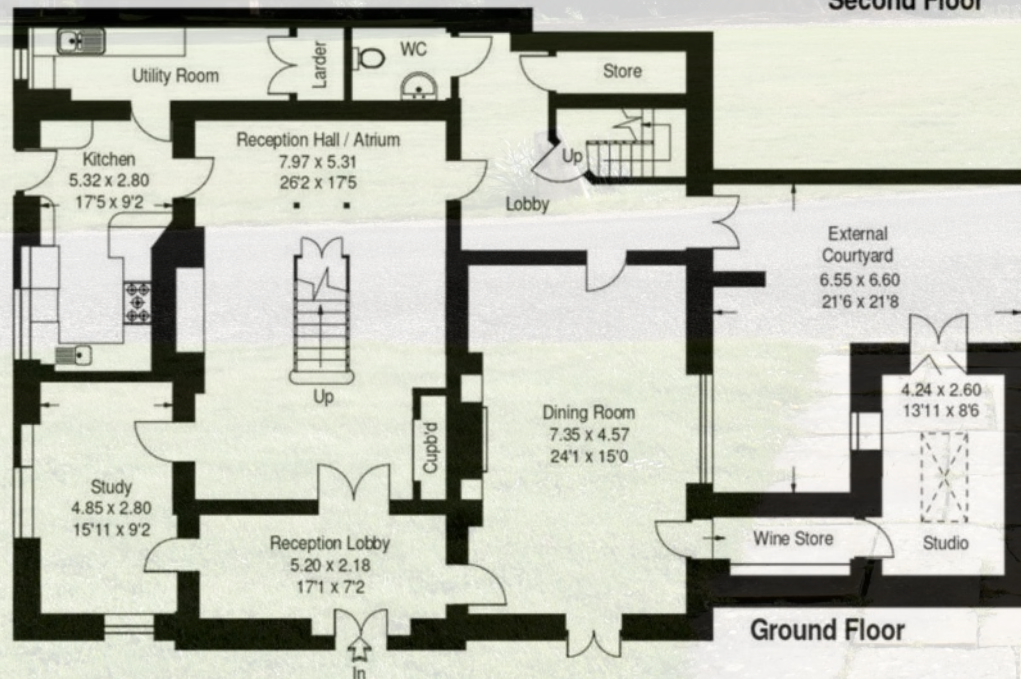 Second Floor
Utility Room
Larder
WC
Store
Kitchen
5.32 x 2.80
17'5 x 9'2
Reception Hall / Atrium
7.97 x 5.31
26'2 x 17'5
Up
Lobby
External
Courtyard
6.55 x 6.60
21'6 x 21'8
Up
Cupb'd
Dining Room
7.35 x 4.57
24'1 x 15'0
4.24 x 2.60
13'11 x 8'6
Study
4.85 x 2.80
15'11 x 9'2
Reception Lobby
5.20 x 2.18
17'1 x 7'2
Wine Store
Studio
In
Ground Floor